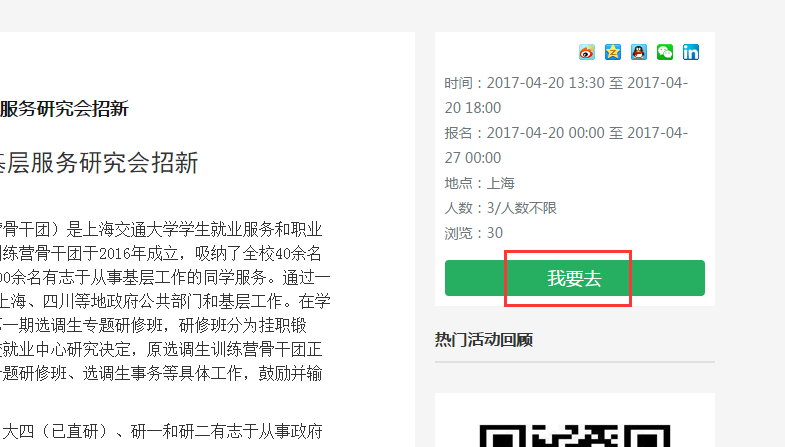 服务研究会招新
基层服务研究会招新
营骨干团）是上海交通大学学生就业服务和职业
训练营骨干团于2016年成立，吸纳了全校40余名
00余名有志于从事基层工作的同学服务。通过一
上海、四川等地政府公共部门和基层工作。在学
第一期选调生专题研修班，研修班分为挂职锻
就业中心研究决定，原选调生训练营骨干团正
专题研修班、选调生事务等具体工作，鼓励并输
大四（已直研）、研一和研二有志于从事政府
时间：2017-04-20 13:30 至 2017-04-
20 18:00
报名：2017-04-20 00:00 至 2017-04-
27 00:00
地点：上海
人数：3/人数不限
浏览：30
我要去
热门活动回顾